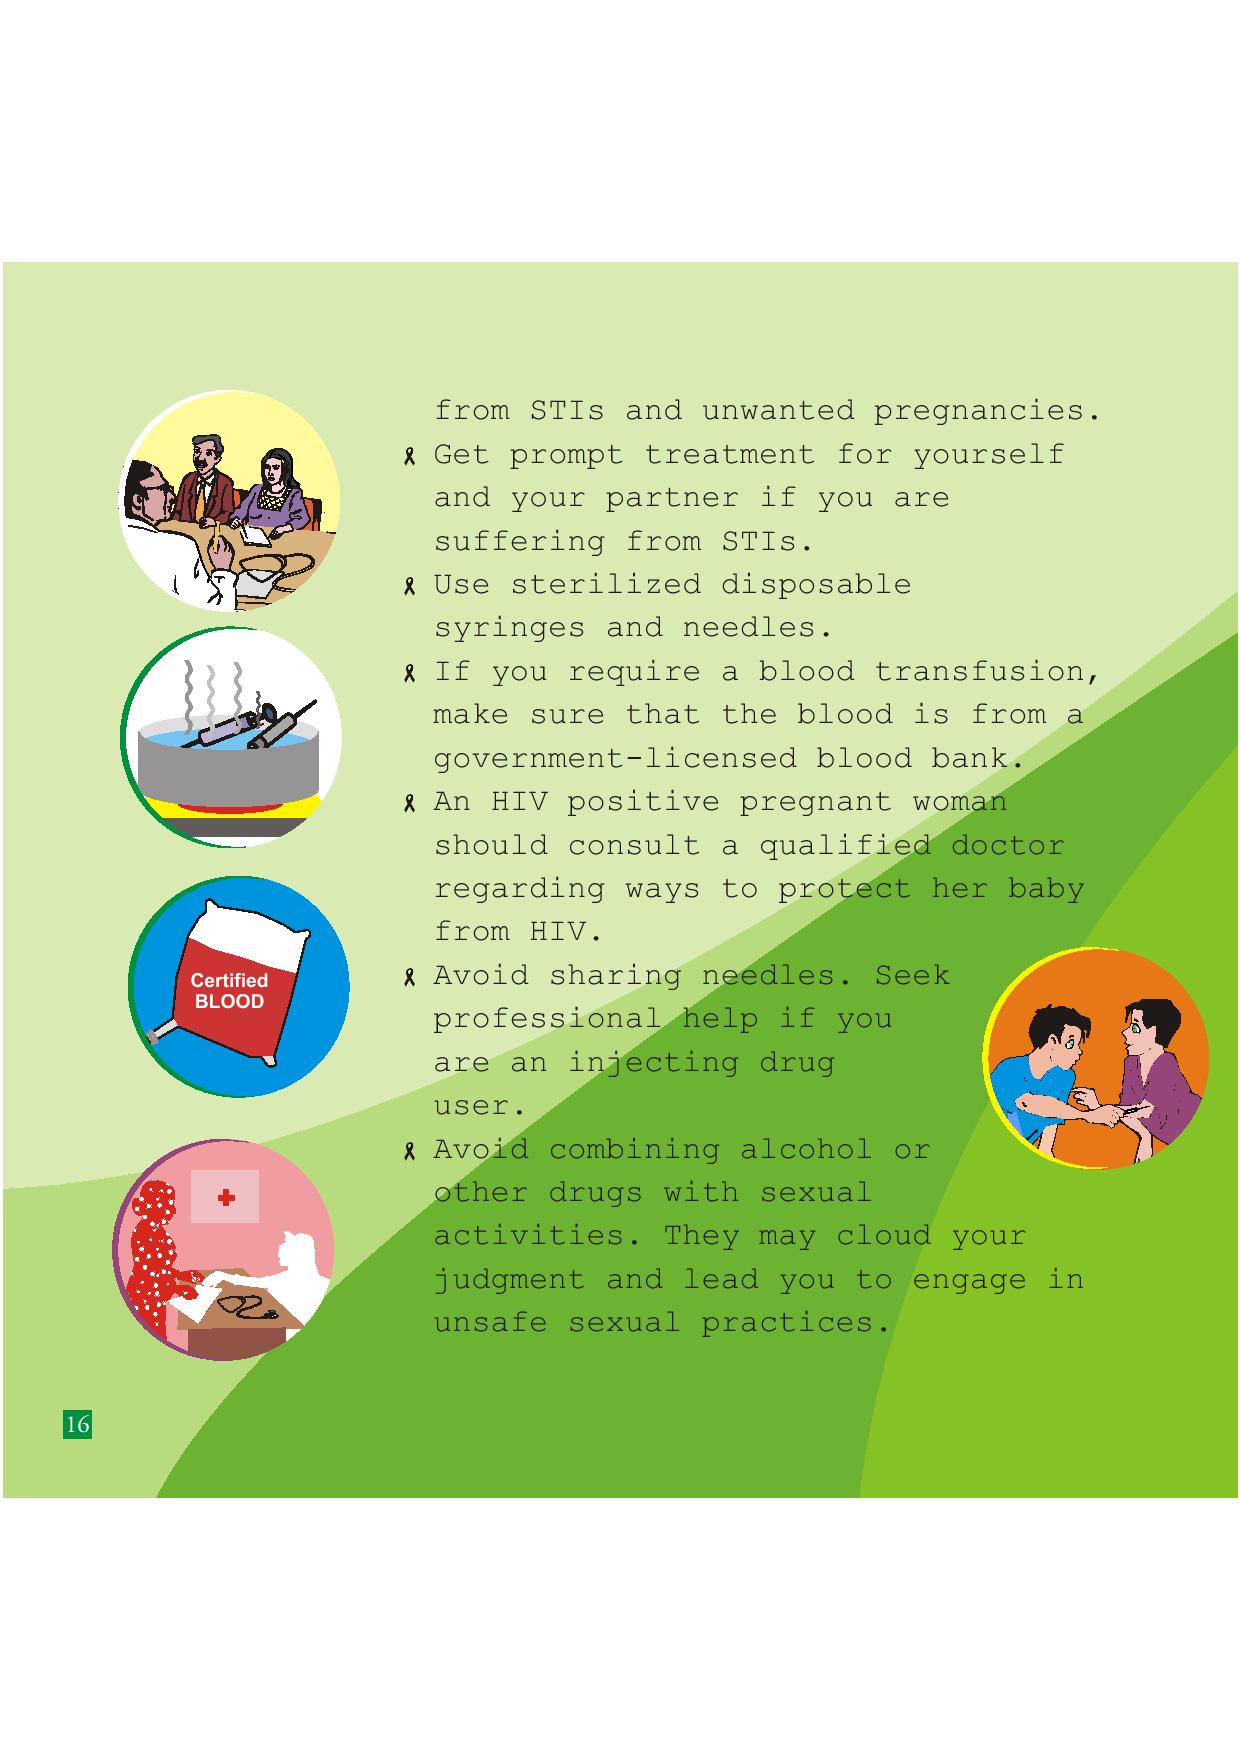 from STIs and unwanted pregnancies.
Get prompt treatment for yourself
and your partner if you are
suffering from STIs.
Use sterilized disposable
syringes and needles.
If you require a blood transfusion,
make sure that the blood is from a
government-licensed blood bank.
An HIV positive pregnant woman
should consult a qualified doctor
regarding ways to protect her baby
from HIV.
Avoid sharing needles. Seek
professional help if you
are an injecting drug
user.
Avoid combining alcohol or
other drugs with sexual
activities. They may cloud your
judgment and lead you to engage in
unsafe sexual practices.
Certified
BLOOD
16